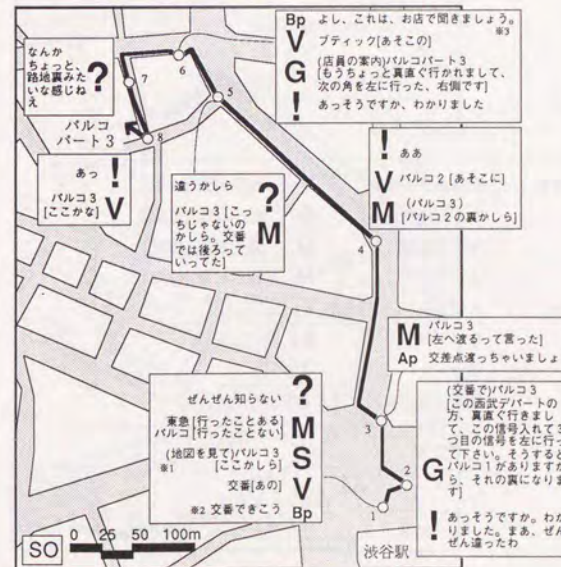 Bp よし、これは、お店で聞きましょう。
※3
V ブティック[あそこの]
G (店員の案内)パルコパート3
[もうちょっと真直ぐ行かれまして、
次の角を左に行った、右側です]
! あっそうですか、わかりました
なんか
ちょっと、
路地裏みた
いな感じね
え
?
7
6
5
8
パルコ
パート3
あっ !
パルコ3
[ここかな] V
違うかしら ?
パルコ3[こっ
ちじゃないの
かしら。交番
では後ろって
いってた]
M
! ああ
V パルコ2[あそこに]
M (パルコ3)
[パルコ2の裏かしら]
4
M パルコ3
[左へ渡るって言った]
Ap 交差点渡っちゃいましょ
ぜんぜん知らない ?
東急[行ったことある]
パルコ[行ったことない] M
(地図を見て)パルコ3
※1 [ここかしら] S
交番[あの] V
※2 交番できこう Bp
3
2
1
G (交番で)パルコ3
[この西武デパートの
方、真直ぐ行きまし
て、この信号入れて3
つ目の信号を左に行っ
て下さい。そうすると
パルコ1がありますか
ら、それの裏になりま
す]
! あっそうですか。わか
りました。まあ、ぜん
ぜん違ったわ
SO 0 25 50 100m
渋谷駅